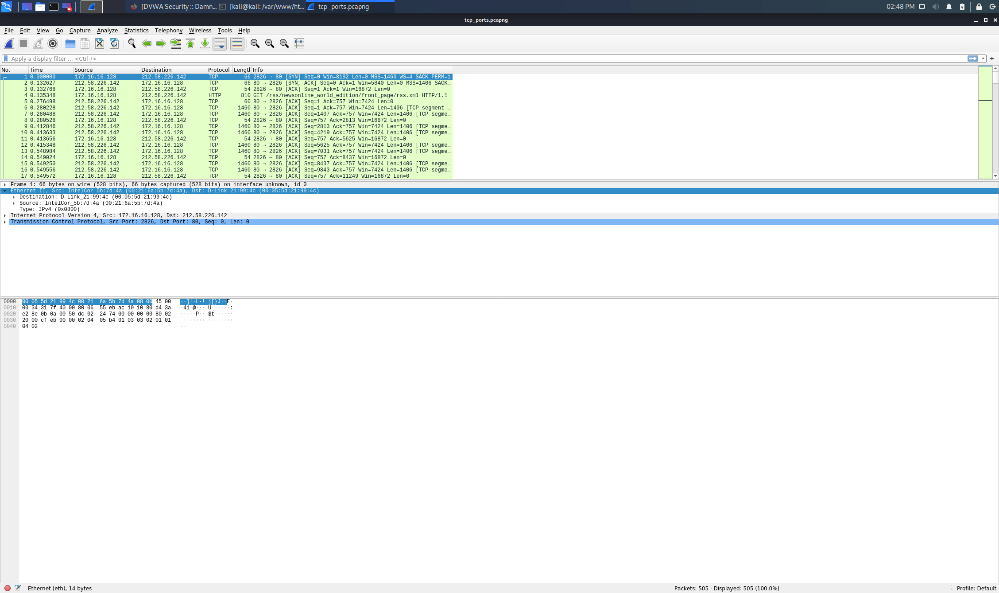 [DVWA Security :: Damn... [kali@kali: /var/www/ht... tcp_ports.pcapng 02:48 PM
tcp_ports.pcapng
File Edit View Go Capture Analyze Statistics Telephony Wireless Tools Help
Apply a display filter ... <Ctrl-/>
No. Time Source Destination Protocol Length Info
1 0.000000 172.16.16.128 212.58.226.142 TCP 66 2826 → 80 [SYN] Seq=0 Win=8192 Len=0 MSS=1460 WS=4 SACK_PERM=1
2 0.132627 212.58.226.142 172.16.16.128 TCP 66 80 → 2826 [SYN, ACK] Seq=0 Ack=1 Win=5840 Len=0 MSS=1406 SACK…
3 0.132768 172.16.16.128 212.58.226.142 TCP 54 2826 → 80 [ACK] Seq=1 Ack=1 Win=16872 Len=0
4 0.135348 172.16.16.128 212.58.226.142 HTTP 810 GET /rss/newsonline_world_edition/front_page/rss.xml HTTP/1.1
5 0.276498 212.58.226.142 172.16.16.128 TCP 60 80 → 2826 [ACK] Seq=1 Ack=757 Win=7424 Len=0
6 0.280228 212.58.226.142 172.16.16.128 TCP 1460 80 → 2826 [ACK] Seq=1 Ack=757 Win=7424 Len=1406 [TCP segment …
7 0.280488 212.58.226.142 172.16.16.128 TCP 1460 80 → 2826 [ACK] Seq=1407 Ack=757 Win=7424 Len=1406 [TCP segme…
8 0.280528 172.16.16.128 212.58.226.142 TCP 54 2826 → 80 [ACK] Seq=757 Ack=2813 Win=16872 Len=0
9 0.412846 212.58.226.142 172.16.16.128 TCP 1460 80 → 2826 [ACK] Seq=2813 Ack=757 Win=7424 Len=1406 [TCP segme…
10 0.413633 212.58.226.142 172.16.16.128 TCP 1460 80 → 2826 [ACK] Seq=4219 Ack=757 Win=7424 Len=1406 [TCP segme…
11 0.413656 172.16.16.128 212.58.226.142 TCP 54 2826 → 80 [ACK] Seq=757 Ack=5625 Win=16872 Len=0
12 0.415348 212.58.226.142 172.16.16.128 TCP 1460 80 → 2826 [ACK] Seq=5625 Ack=757 Win=7424 Len=1406 [TCP segme…
13 0.548984 212.58.226.142 172.16.16.128 TCP 1460 80 → 2826 [ACK] Seq=7031 Ack=757 Win=7424 Len=1406 [TCP segme…
14 0.549024 172.16.16.128 212.58.226.142 TCP 54 2826 → 80 [ACK] Seq=757 Ack=8437 Win=16872 Len=0
15 0.549250 212.58.226.142 172.16.16.128 TCP 1460 80 → 2826 [ACK] Seq=8437 Ack=757 Win=7424 Len=1406 [TCP segme…
16 0.549556 212.58.226.142 172.16.16.128 TCP 1460 80 → 2826 [ACK] Seq=9843 Ack=757 Win=7424 Len=1406 [TCP segme…
17 0.549572 172.16.16.128 212.58.226.142 TCP 54 2826 → 80 [ACK] Seq=757 Ack=11249 Win=16872 Len=0
Frame 1: 66 bytes on wire (528 bits), 66 bytes captured (528 bits) on interface unknown, id 0
Ethernet II, Src: IntelCor_5b:7d:4a (00:21:6a:5b:7d:4a), Dst: D-Link_21:99:4c (00:05:5d:21:99:4c)
Destination: D-Link_21:99:4c (00:05:5d:21:99:4c)
Source: IntelCor_5b:7d:4a (00:21:6a:5b:7d:4a)
Type: IPv4 (0x0800)
Internet Protocol Version 4, Src: 172.16.16.128, Dst: 212.58.226.142
Transmission Control Protocol, Src Port: 2826, Dst Port: 80, Seq: 0, Len: 0
0000 00 05 5d 21 99 4c 00 21 6a 5b 7d 4a 08 00 45 00 ··]!·L·! j[}J··E·
0010 00 34 31 7f 40 00 80 06 55 eb ac 10 10 80 d4 3a ·41·@··· U······:
0020 e2 8e 0b 0a 00 50 dc 02 24 74 00 00 00 00 80 02 ·····P·· $t······
0030 20 00 cf eb 00 00 02 04 05 b4 01 03 03 02 01 01 ······· ········
0040 04 02 ··
Ethernet (eth), 14 bytes Packets: 505 · Displayed: 505 (100.0%) Profile: Default